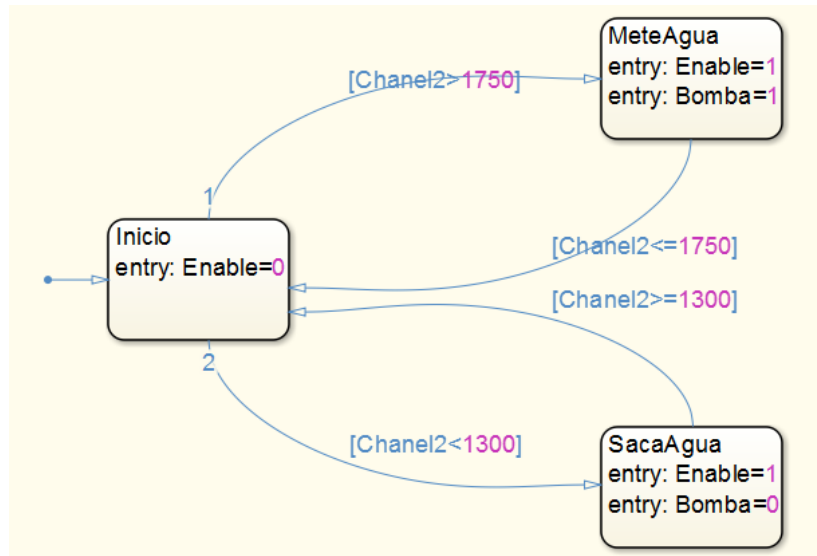 MeteAgua
entry: Enable=1
entry: Bomba=1
[Chanel2>1750]
1
Inicio
entry: Enable=0
[Chanel2<=1750]
[Chanel2>=1300]
2
[Chanel2<1300]
SacaAgua
entry: Enable=1
entry: Bomba=0